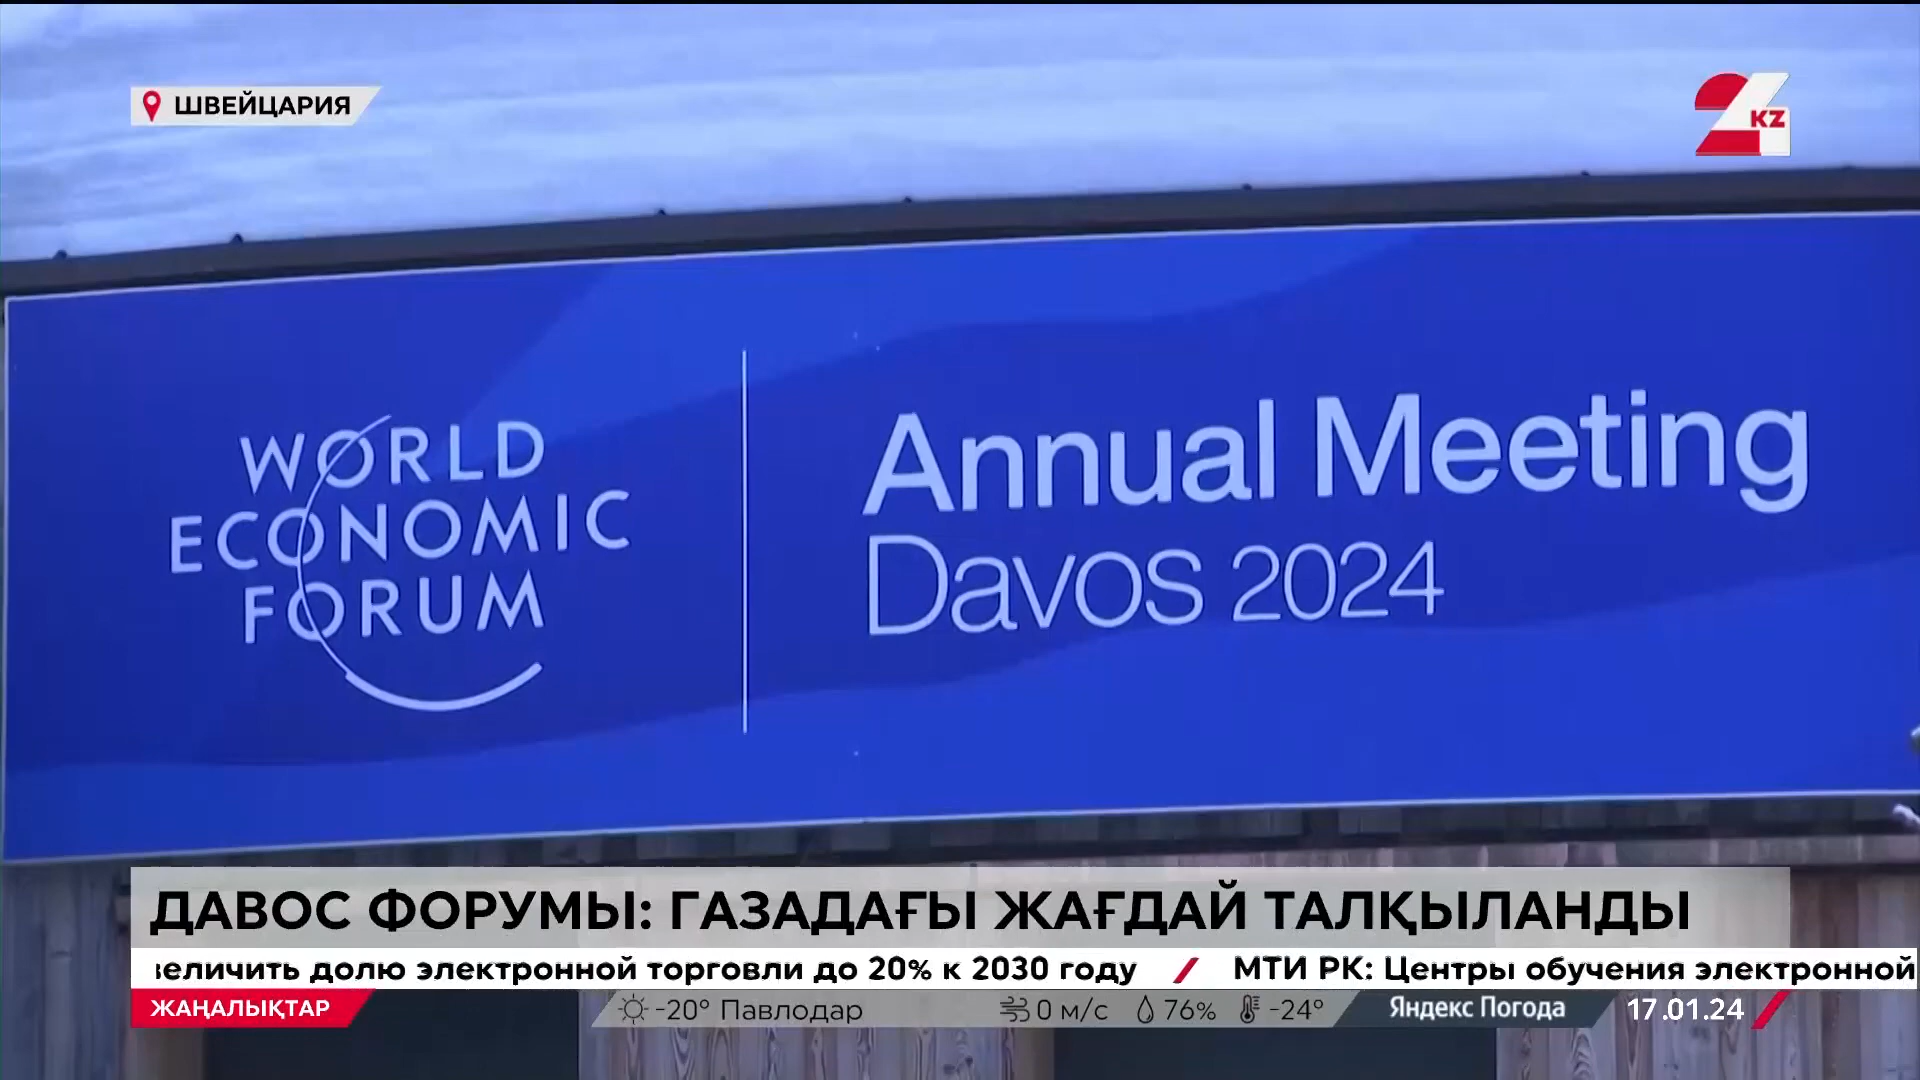 ШВЕЙЦАРИЯ
24 KZ
WORLD
ECONOMIC
FORUM
Annual Meeting
Davos 2024
ДАВОС ФОРУМЫ: ГАЗАДАҒЫ ЖАҒДАЙ ТАЛҚЫЛАНДЫ
величить долю электронной торговли до 20% к 2030 году / МТИ РК: Центры обучения электронной
ЖАҢАЛЫҚТАР
-20° Павлодар 0 м/с 76% -24° Яндекс Погода 17.01.24